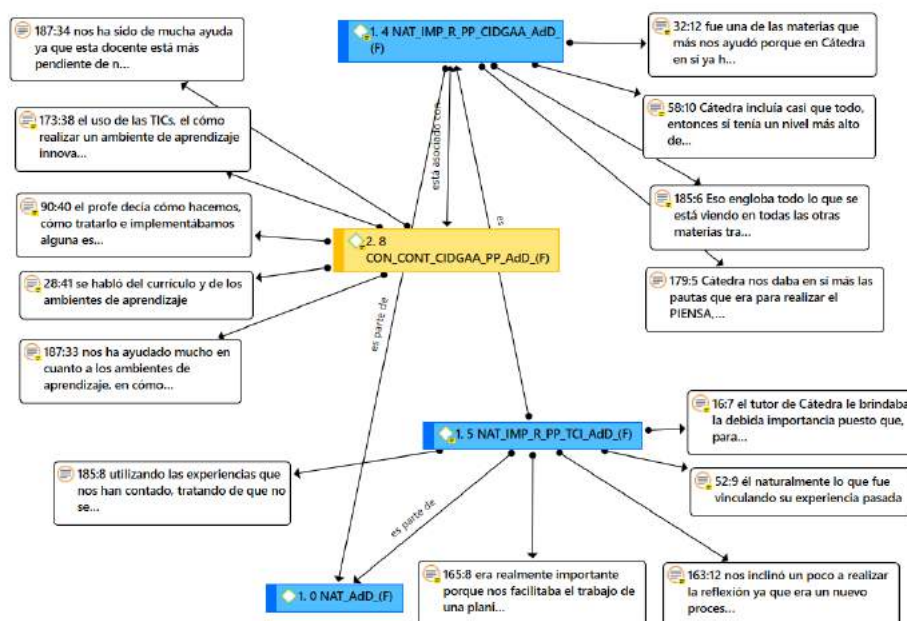 187:34 nos ha sido de mucha ayuda
ya que esta docente está más
pendiente de n...
173:38 el uso de las TICs, el cómo
realizar un ambiente de aprendizaje
innova...
90:40 el profe decía cómo hacemos,
cómo tratarlo e implementábamos
alguna es...
28:41 se habló del currículo y de los
ambientes de aprendizaje
187:33 nos ha ayudado mucho en
cuanto a los ambientes de
aprendizaje. en cómo...
1. 4 NAT_IMP_R_PP_CIDGAA_AdD_
(F)
32:12 fue una de las materias que
más nos ayudó porque en Cátedra
en sí ya h...
58:10 Cátedra incluía casi que todo,
entonces sí tenía un nivel más alto
de...
185:6 Eso engloba todo lo que se
está viendo en todas las otras
materias tra...
179:5 Cátedra nos daba en sí más las
pautas que era para realizar el
PIENSA,...
está asociado con
es
2. 8
CON_CONT_CIDGAA_PP_AdD_(F)
es parte de
1. 5 NAT_IMP_R_PP_TCI_AdD_(F)
16:7 el tutor de Cátedra le brindaba
la debida importancia puesto que,
para...
52:9 él naturalmente lo que fue
vinculando su experiencia pasada
185:8 utilizando las experiencias que
nos han contado, tratando de que no
se...
es parte de
165:8 era realmente importante
porque nos facilitaba el trabajo de
una plani...
163:12 nos inclinó un poco a realizar
la reflexión ya que era un nuevo
proces...
1. 0 NAT_AdD_(F)